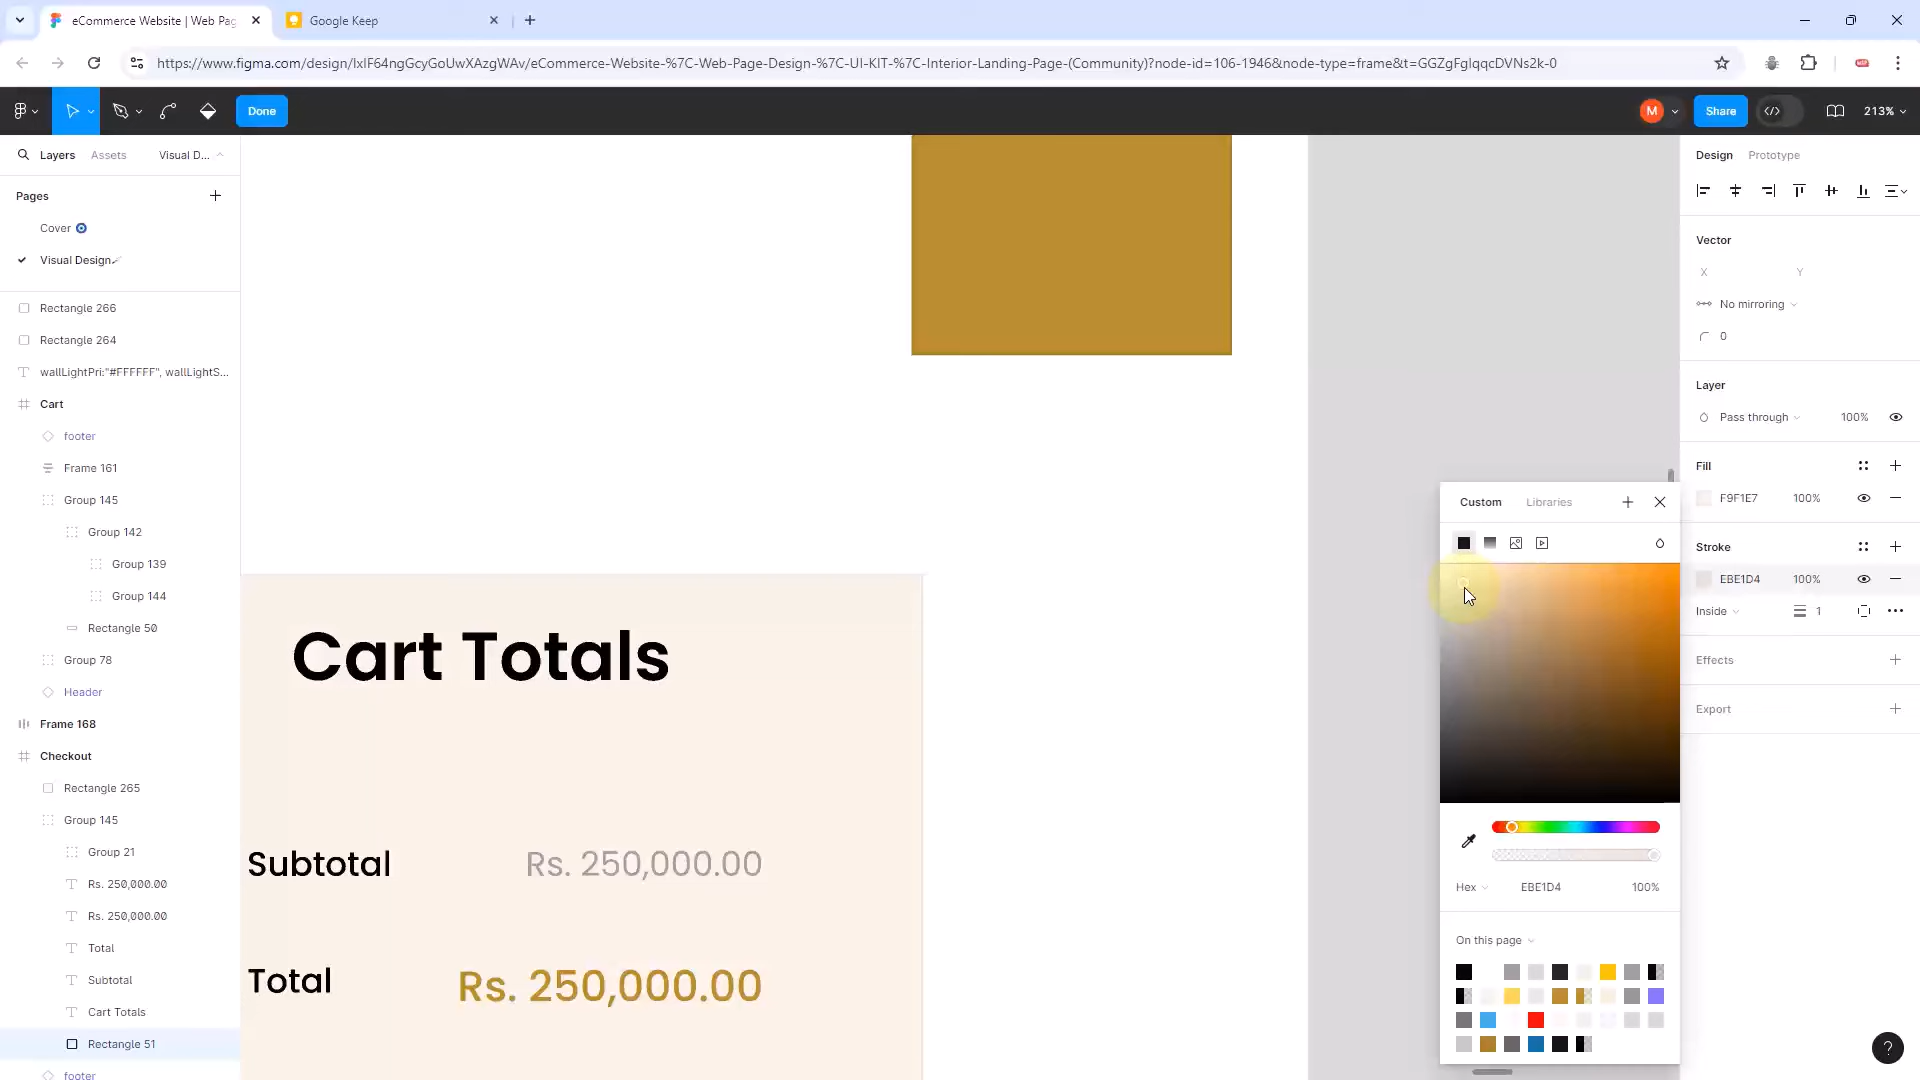 eCommerce Website | Web Pag
Google Keep
https://www.figma.com/design/IxIF64ngGcyGoUwXAzgWAv/eCommerce-Website-%7C-Web-Page-Design-%7C-UI-KIT-%7C-Interior-Landing-Page-(Community)?node-id=106-1946&node-type=frame&t=GGZgFgIqqcDVNs2k-0
Done
M
Share
213%
Layers
Assets
Visual D...
Pages
Cover
Visual Design
Rectangle 266
Rectangle 264
wallLightPri:"#FFFFFF", wallLightS...
Cart
footer
Frame 161
Group 145
Group 142
Group 139
Group 144
Rectangle 50
Group 78
Header
Frame 168
Checkout
Rectangle 265
Group 145
Group 21
Rs. 250,000.00
Rs. 250,000.00
Total
Subtotal
Cart Totals
Rectangle 51
footer
Cart Totals
Subtotal Rs. 250,000.00
Total Rs. 250,000.00
Custom
Libraries
Hex EBE1D4 100%
On this page
Design
Prototype
Vector
X
Y
No mirroring
0
Layer
Pass through 100%
Fill
F9F1E7 100%
Stroke
EBE1D4 100%
Inside 1
Effects
Export
?